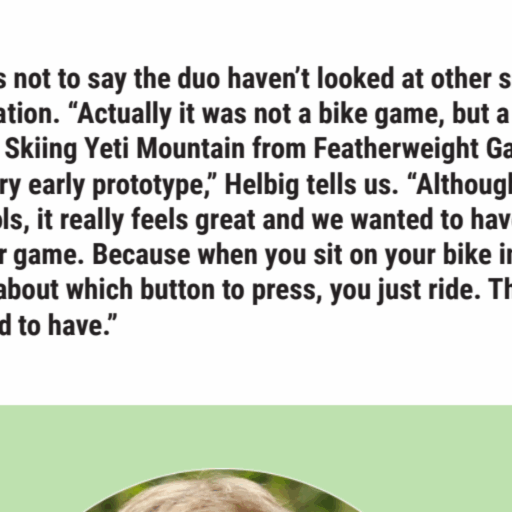 s not to say the duo haven’t looked at other s
ation. “Actually it was not a bike game, but a
Skiing Yeti Mountain from Featherweight Ga
ry early prototype,” Helbig tells us. “Although
ols, it really feels great and we wanted to hav
r game. Because when you sit on your bike in
about which button to press, you just ride. Th
d to have.”